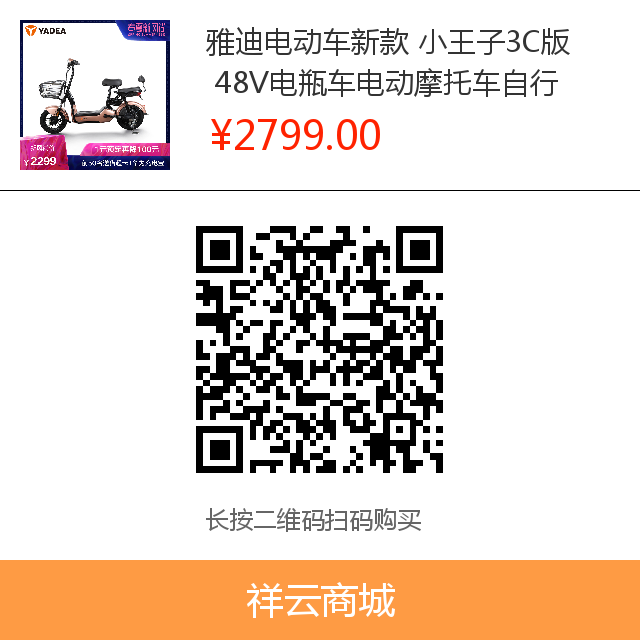 YADEA
雅迪电动车新款 小王子3C版
48V电瓶车电动摩托车自行
¥2799.00
¥2299
长按二维码扫码购买
祥云商城